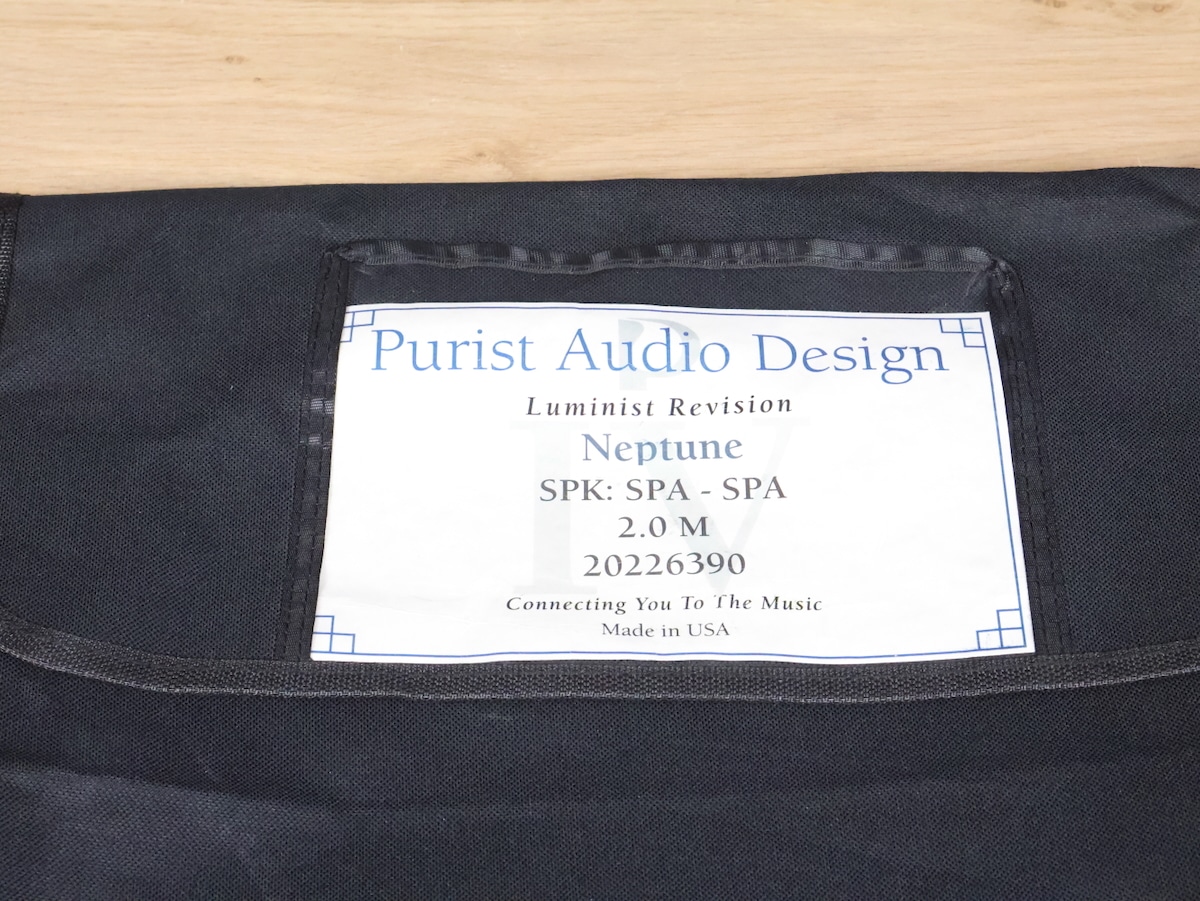 Purist Audio Design
Luminist Revision
Neptune
SPK: SPA - SPA
2.0 M
20226390
Connecting You To The Music
Made in USA